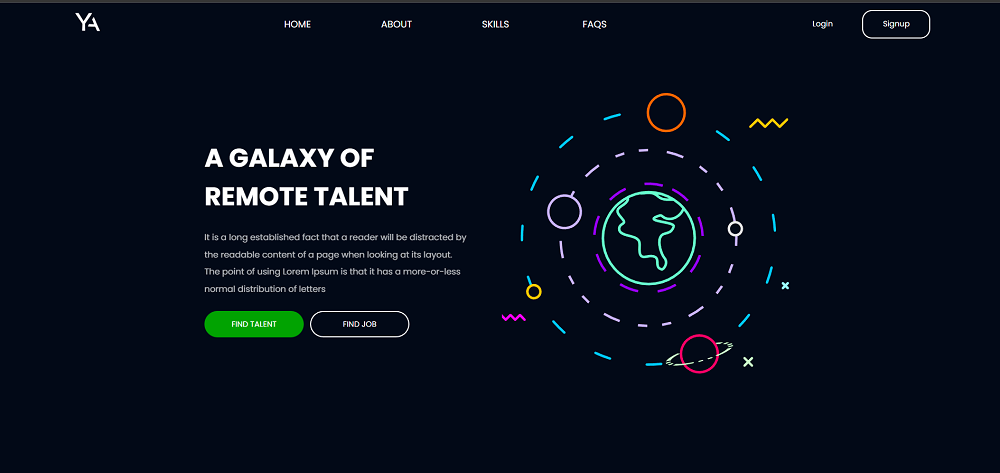 YA
HOME ABOUT SKILLS FAQS Login Signup
A GALAXY OF
REMOTE TALENT
It is a long established fact that a reader will be distracted by
the readable content of a page when looking at its layout.
The point of using Lorem Ipsum is that it has a more-or-less
normal distribution of letters
FIND TALENT FIND JOB